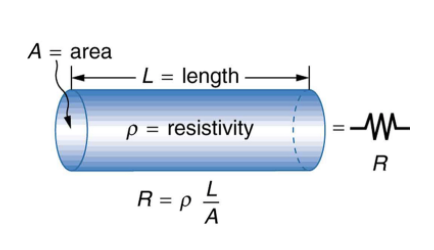 A = area
L = length
ρ = resistivity
=
R
R = ρ L/A